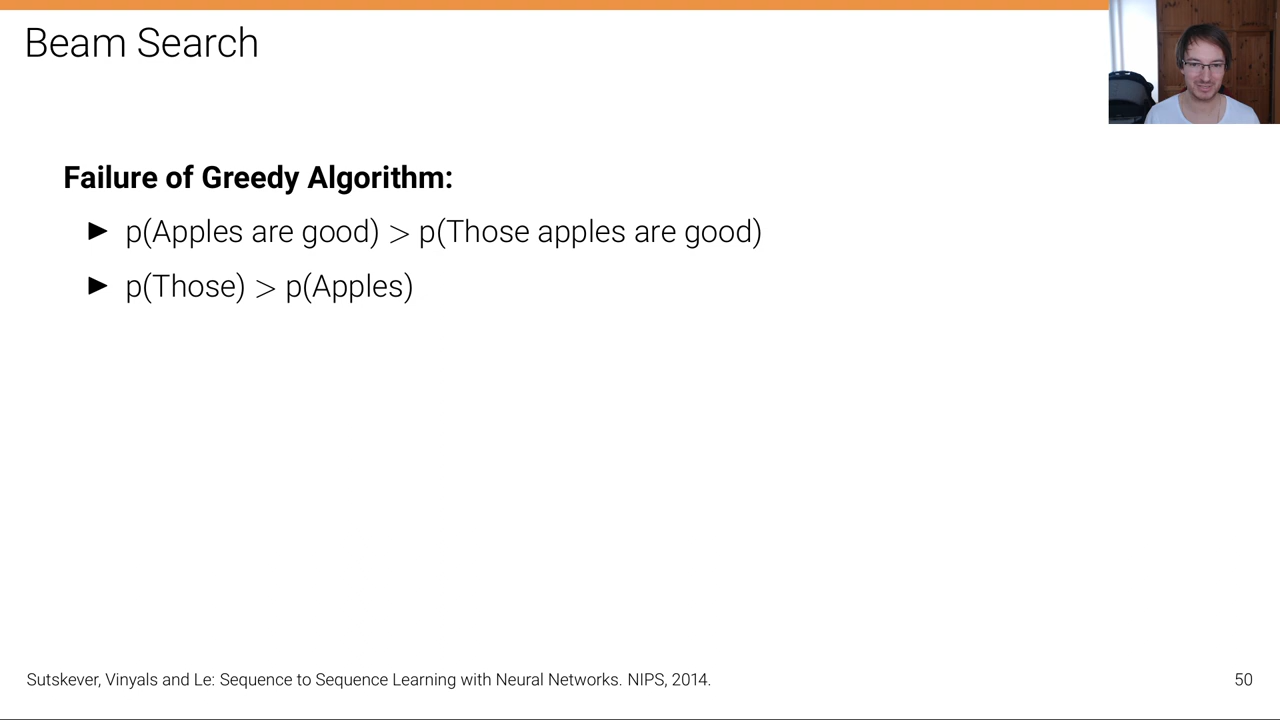 Beam Search
Failure of Greedy Algorithm:
▶ p(Apples are good) > p(Those apples are good)
▶ p(Those) > p(Apples)
Sutskever, Vinyals and Le: Sequence to Sequence Learning with Neural Networks. NIPS, 2014.
50